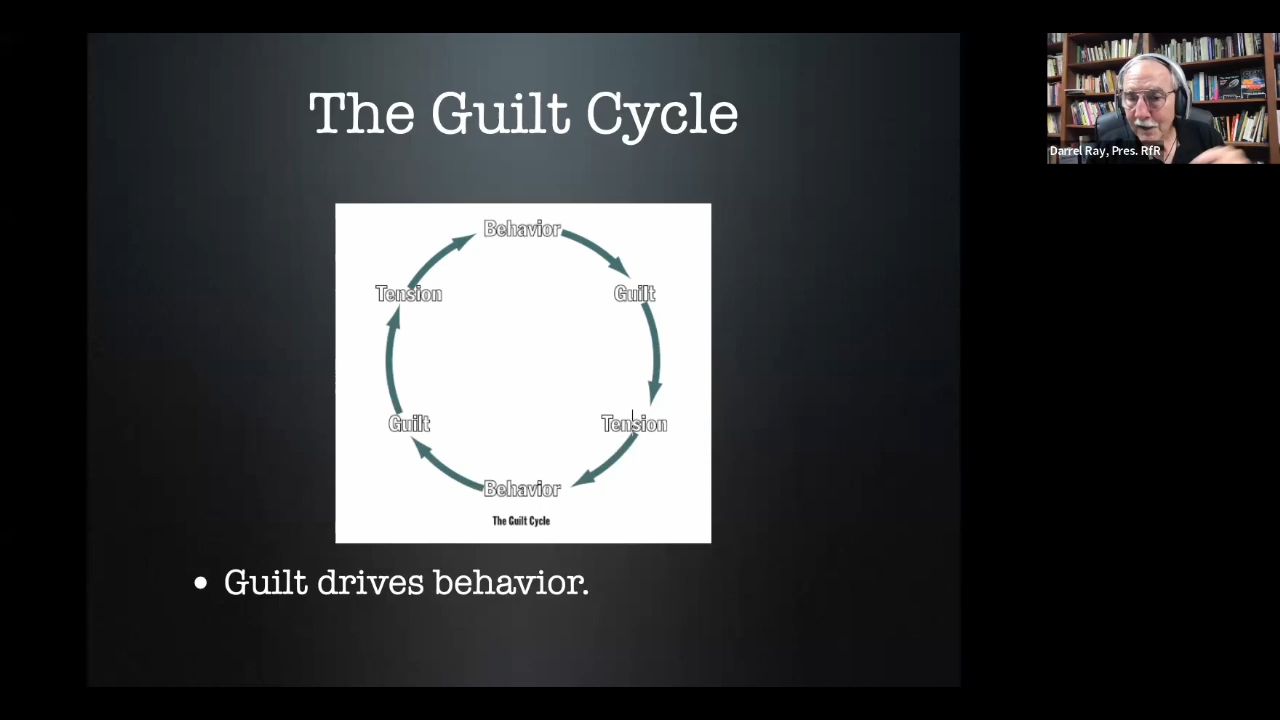 The Guilt Cycle
Behavior
Tension
Guilt
Guilt
Tension
Behavior
The Guilt Cycle
• Guilt drives behavior.
Darrel Ray, Pres. RfR